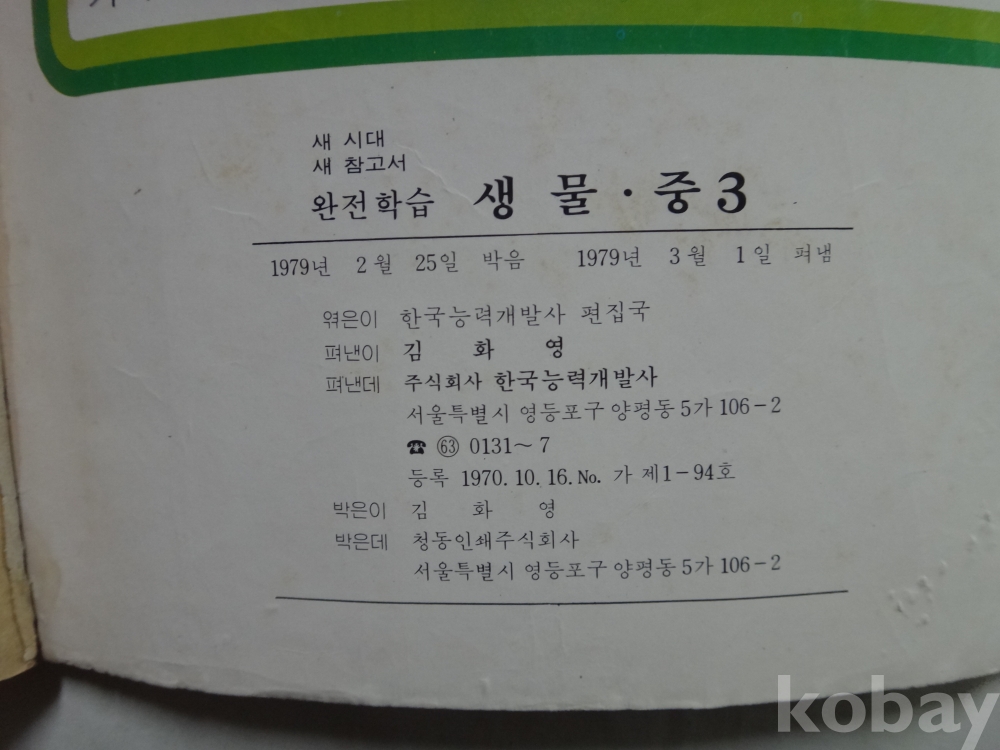 새 시대
새 참고서
완전학습 생 물 · 중 3
1979년 2월 25일 박음 1979년 3월 1일 펴냄
엮은이 한국능력개발사 편집국
펴낸이 김 화 영
펴낸데 주식회사 한국능력개발사
서울특별시 영등포구 양평동 5가 106-2
☎ ㊿+13 0131~7
등록 1970. 10. 16. No. 가 제1-94호
박은이 김 화 영
박은데 청동인쇄주식회사
서울특별시 영등포구 양평동 5가 106-2
kobay